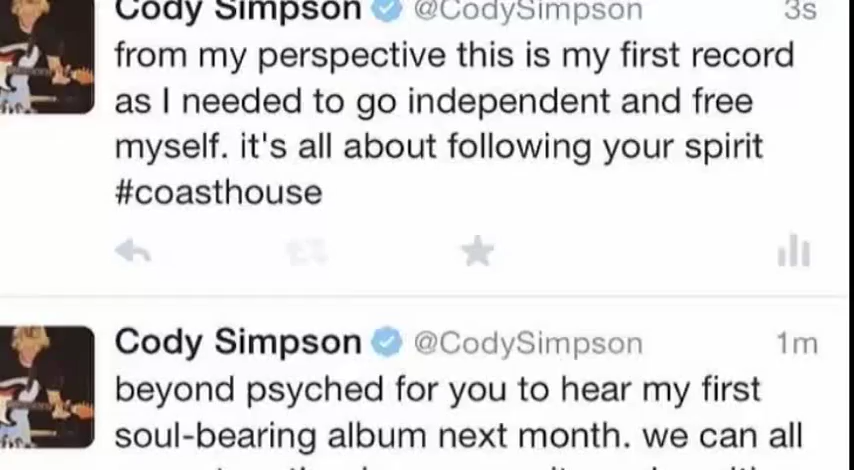 Cody Simpson @CodySimpson 3s
from my perspective this is my first record
as I needed to go independent and free
myself. it's all about following your spirit
#coasthouse
Cody Simpson @CodySimpson 1m
beyond psyched for you to hear my first
soul-bearing album next month. we can all